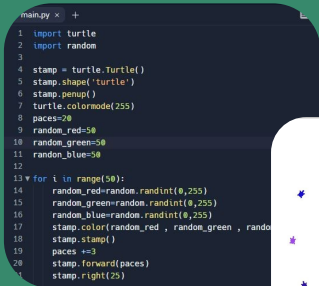 main.py × +
1 import turtle
2 import random
3
4 stamp = turtle.Turtle()
5 stamp.shape('turtle')
6 stamp.penup()
7 turtle.colormode(255)
8 paces=20
9 random_red=50
10 random_green=50
11 randon_blue=50
12
13 for i in range(50):
14 random_red=random.randint(0,255)
15 random_green=random.randint(0,255)
16 random_blue=random.randint(0,255)
17 stamp.color(random_red , random_green , rando
18 stamp.stamp()
19 paces +=3
20 stamp.forward(paces)
21 stamp.right(25)